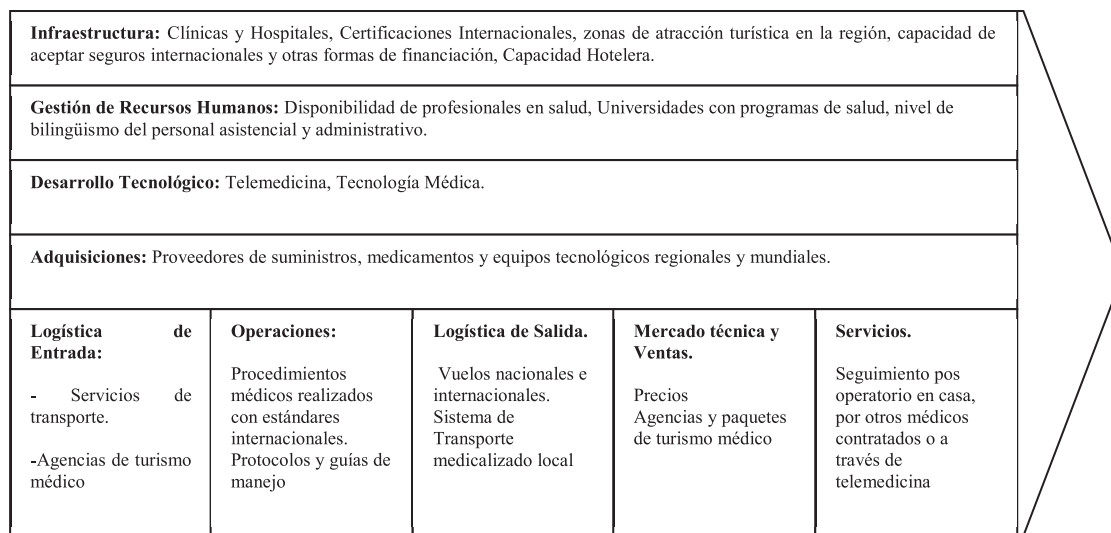 Infraestructura: Clínicas y Hospitales, Certificaciones Internacionales, zonas de atracción turística en la región, capacidad de
aceptar seguros internacionales y otras formas de financiación, Capacidad Hotelera.
Gestión de Recursos Humanos: Disponibilidad de profesionales en salud, Universidades con programas de salud, nivel de
bilingüismo del personal asistencial y administrativo.
Desarrollo Tecnológico: Telemedicina, Tecnología Médica.
Adquisiciones: Proveedores de suministros, medicamentos y equipos tecnológicos regionales y mundiales.
Logística de
Entrada:
- Servicios de
transporte.
-Agencias de turismo
médico
Operaciones:
Procedimientos
médicos realizados
con estándares
internacionales.
Protocolos y guías de
manejo
Logística de Salida.
Vuelos nacionales e
internacionales.
Sistema de
Transporte
medicalizado local
Mercado técnica y
Ventas.
Precios
Agencias y paquetes
de turismo médico
Servicios.
Seguimiento pos
operatorio en casa,
por otros médicos
contratados o a
través de
telemedicina